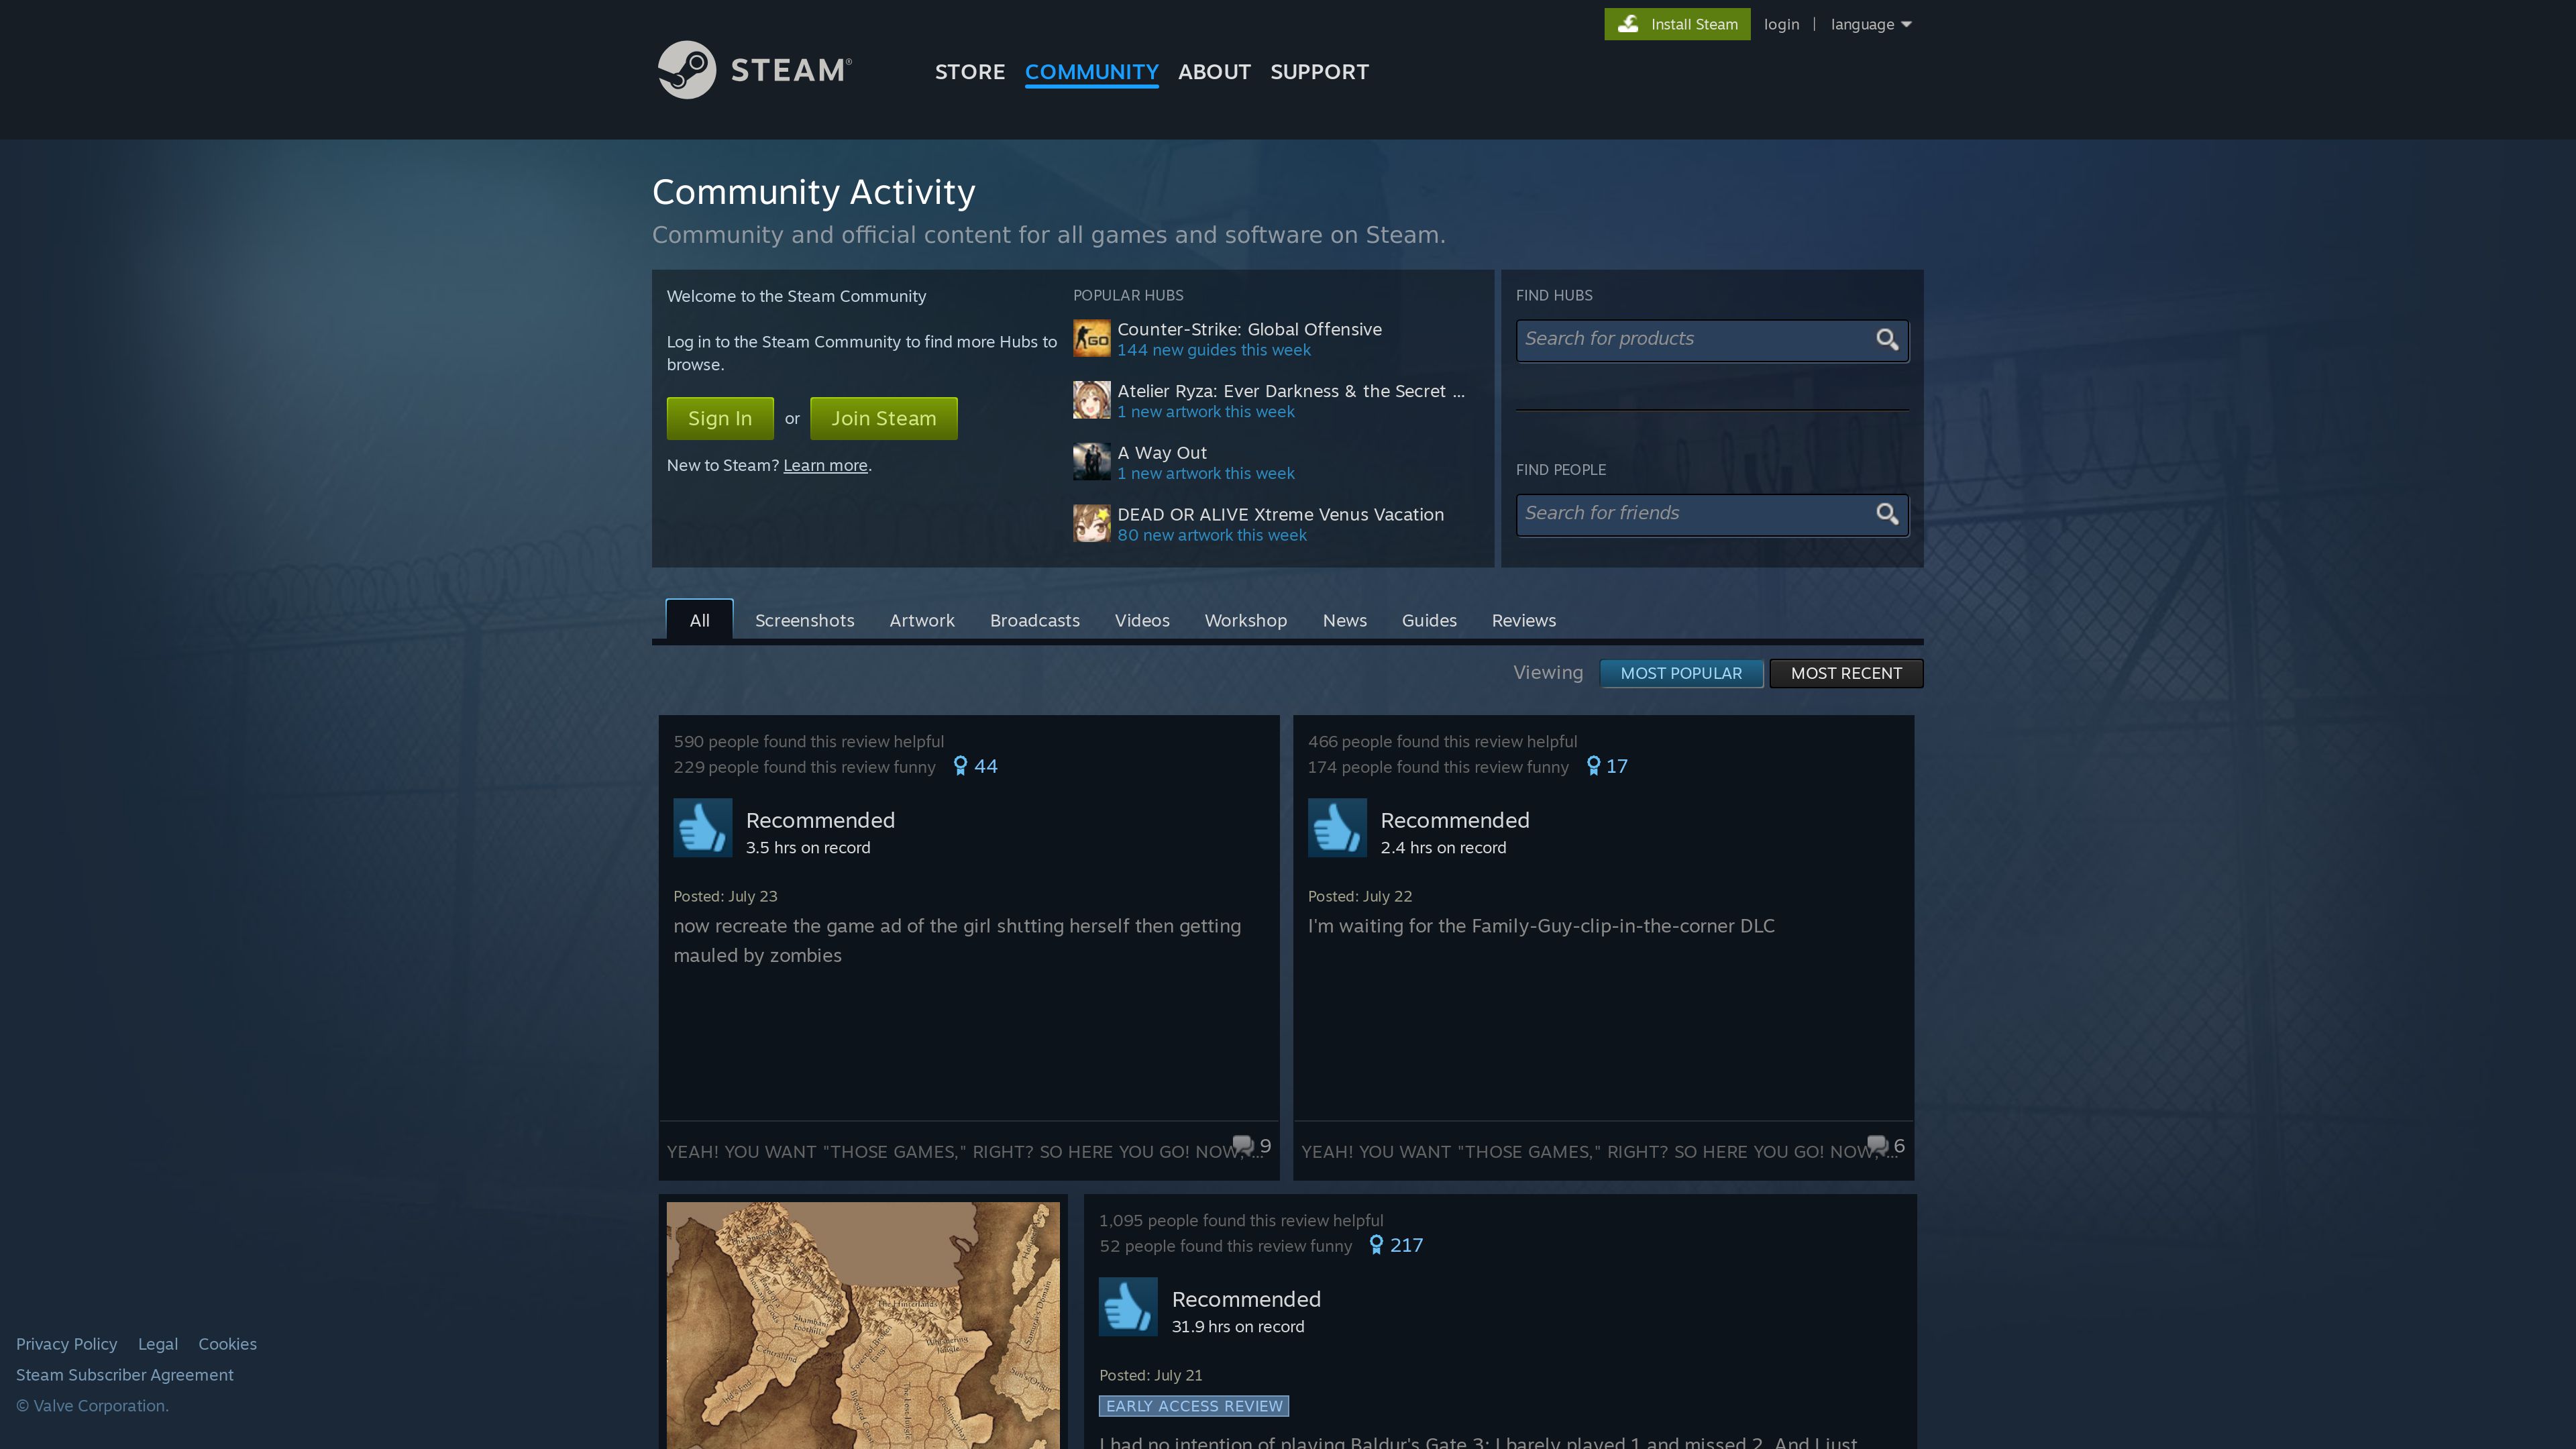 Install Steam login | language
STEAM® STORE COMMUNITY ABOUT SUPPORT
Community Activity
Community and official content for all games and software on Steam.
Welcome to the Steam Community
Log in to the Steam Community to find more Hubs to
browse.
Sign In or Join Steam
New to Steam? Learn more.
POPULAR HUBS
Counter-Strike: Global Offensive
144 new guides this week
Atelier Ryza: Ever Darkness & the Secret ...
1 new artwork this week
A Way Out
1 new artwork this week
DEAD OR ALIVE Xtreme Venus Vacation
80 new artwork this week
FIND HUBS
Search for products
FIND PEOPLE
Search for friends
All Screenshots Artwork Broadcasts Videos Workshop News Guides Reviews
Viewing MOST POPULAR MOST RECENT
590 people found this review helpful
229 people found this review funny 44
Recommended
3.5 hrs on record
Posted: July 23
now recreate the game ad of the girl shιtting herself then getting
mauled by zombies
YEAH! YOU WANT "THOSE GAMES," RIGHT? SO HERE YOU GO! NOW, ... 9
466 people found this review helpful
174 people found this review funny 17
Recommended
2.4 hrs on record
Posted: July 22
I'm waiting for the Family-Guy-clip-in-the-corner DLC
YEAH! YOU WANT "THOSE GAMES," RIGHT? SO HERE YOU GO! NOW, ... 6
The Hinterlands
Shamban
Foothills
Centraland
1,095 people found this review helpful
52 people found this review funny 217
Recommended
31.9 hrs on record
Posted: July 21
EARLY ACCESS REVIEW
I had no intention of playing Baldur's Gate 3; I barely played 1 and missed 2. And I just
Privacy Policy Legal Cookies
Steam Subscriber Agreement
© Valve Corporation.